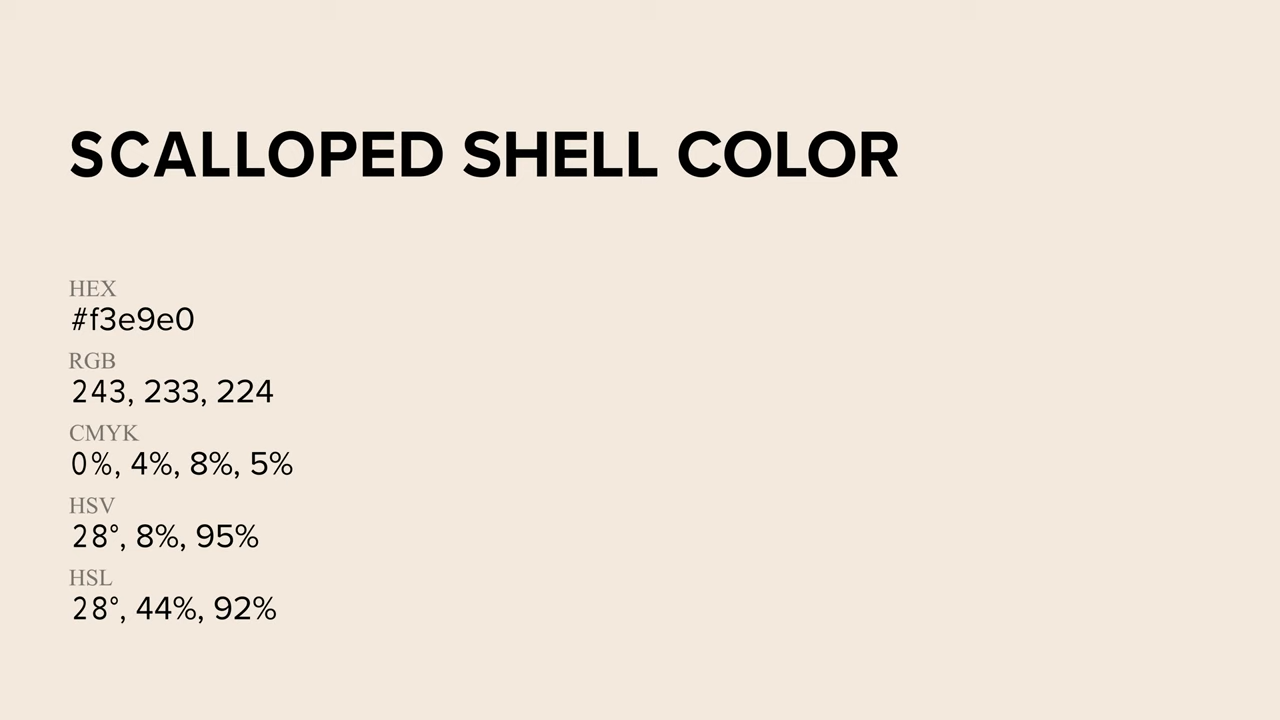 SCALLOPED SHELL COLOR
HEX
#f3e9e0
RGB
243, 233, 224
CMYK
0%, 4%, 8%, 5%
HSV
28°, 8%, 95%
HSL
28°, 44%, 92%